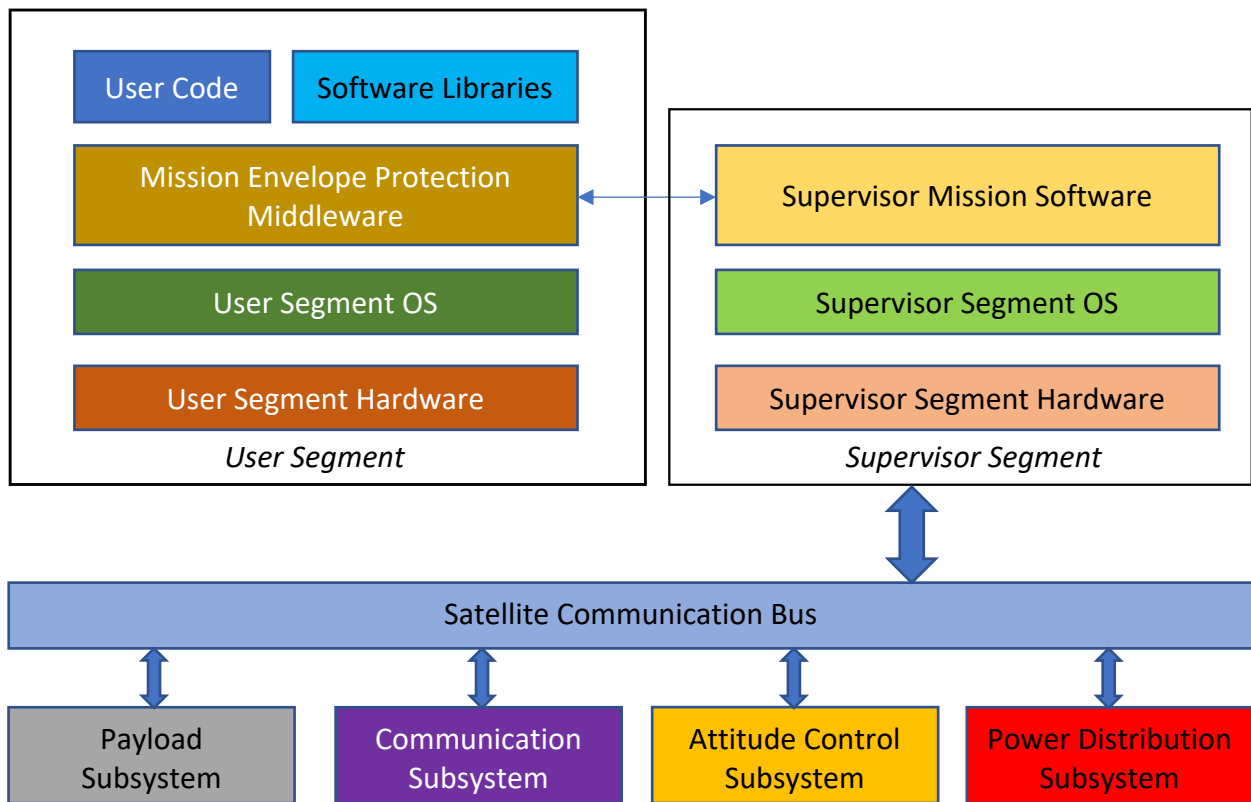 User Code
Software Libraries
Mission Envelope Protection
Middleware
User Segment OS
User Segment Hardware
User Segment
Supervisor Mission Software
Supervisor Segment OS
Supervisor Segment Hardware
Supervisor Segment
Satellite Communication Bus
Payload
Subsystem
Communication
Subsystem
Attitude Control
Subsystem
Power Distribution
Subsystem